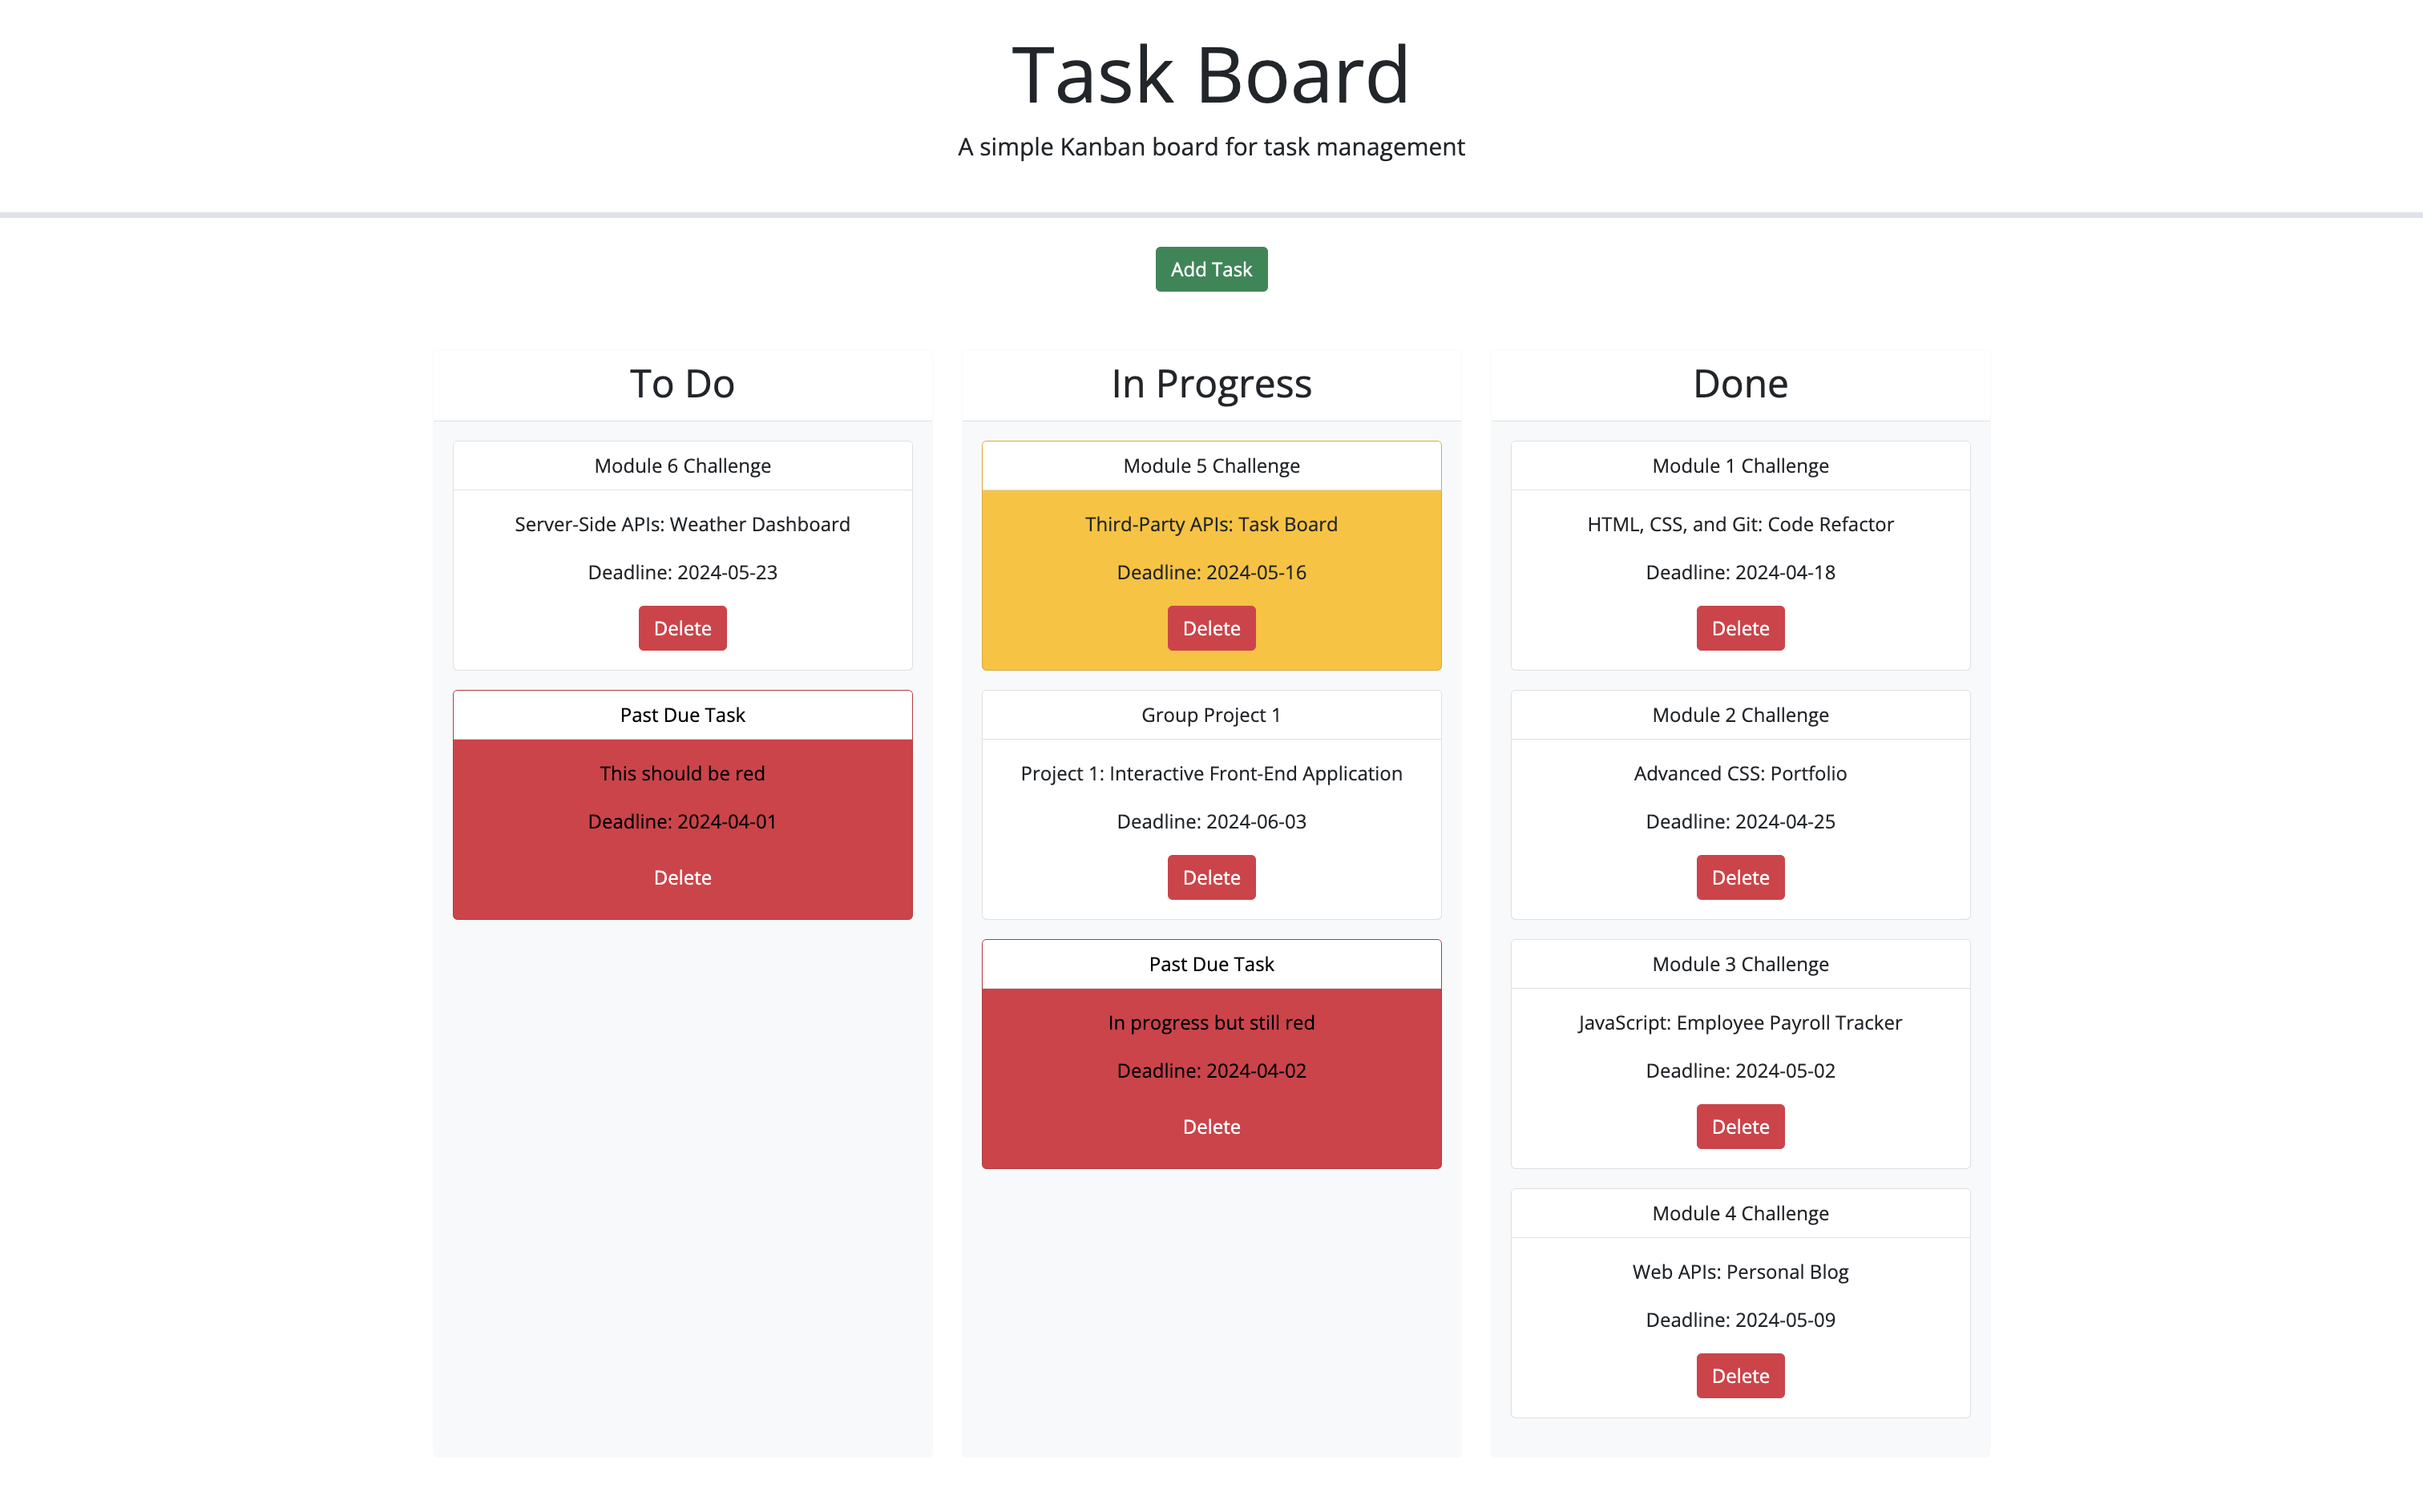 Task Board
A simple Kanban board for task management
Add Task
To Do
Module 6 Challenge
Server-Side APIs: Weather Dashboard
Deadline: 2024-05-23
Delete
Past Due Task
This should be red
Deadline: 2024-04-01
Delete
In Progress
Module 5 Challenge
Third-Party APIs: Task Board
Deadline: 2024-05-16
Delete
Group Project 1
Project 1: Interactive Front-End Application
Deadline: 2024-06-03
Delete
Past Due Task
In progress but still red
Deadline: 2024-04-02
Delete
Done
Module 1 Challenge
HTML, CSS, and Git: Code Refactor
Deadline: 2024-04-18
Delete
Module 2 Challenge
Advanced CSS: Portfolio
Deadline: 2024-04-25
Delete
Module 3 Challenge
JavaScript: Employee Payroll Tracker
Deadline: 2024-05-02
Delete
Module 4 Challenge
Web APIs: Personal Blog
Deadline: 2024-05-09
Delete